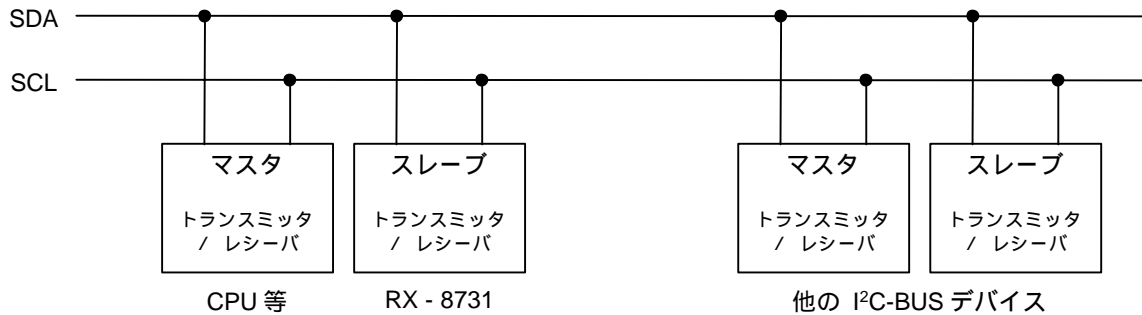 SDA
SCL
マスタ
トランスミッタ
/ レシーバ
CPU 等
スレーブ
トランスミッタ
/ レシーバ
RX - 8731
マスタ
トランスミッタ
/ レシーバ
スレーブ
トランスミッタ
/ レシーバ
他の I²C-BUS デバイス